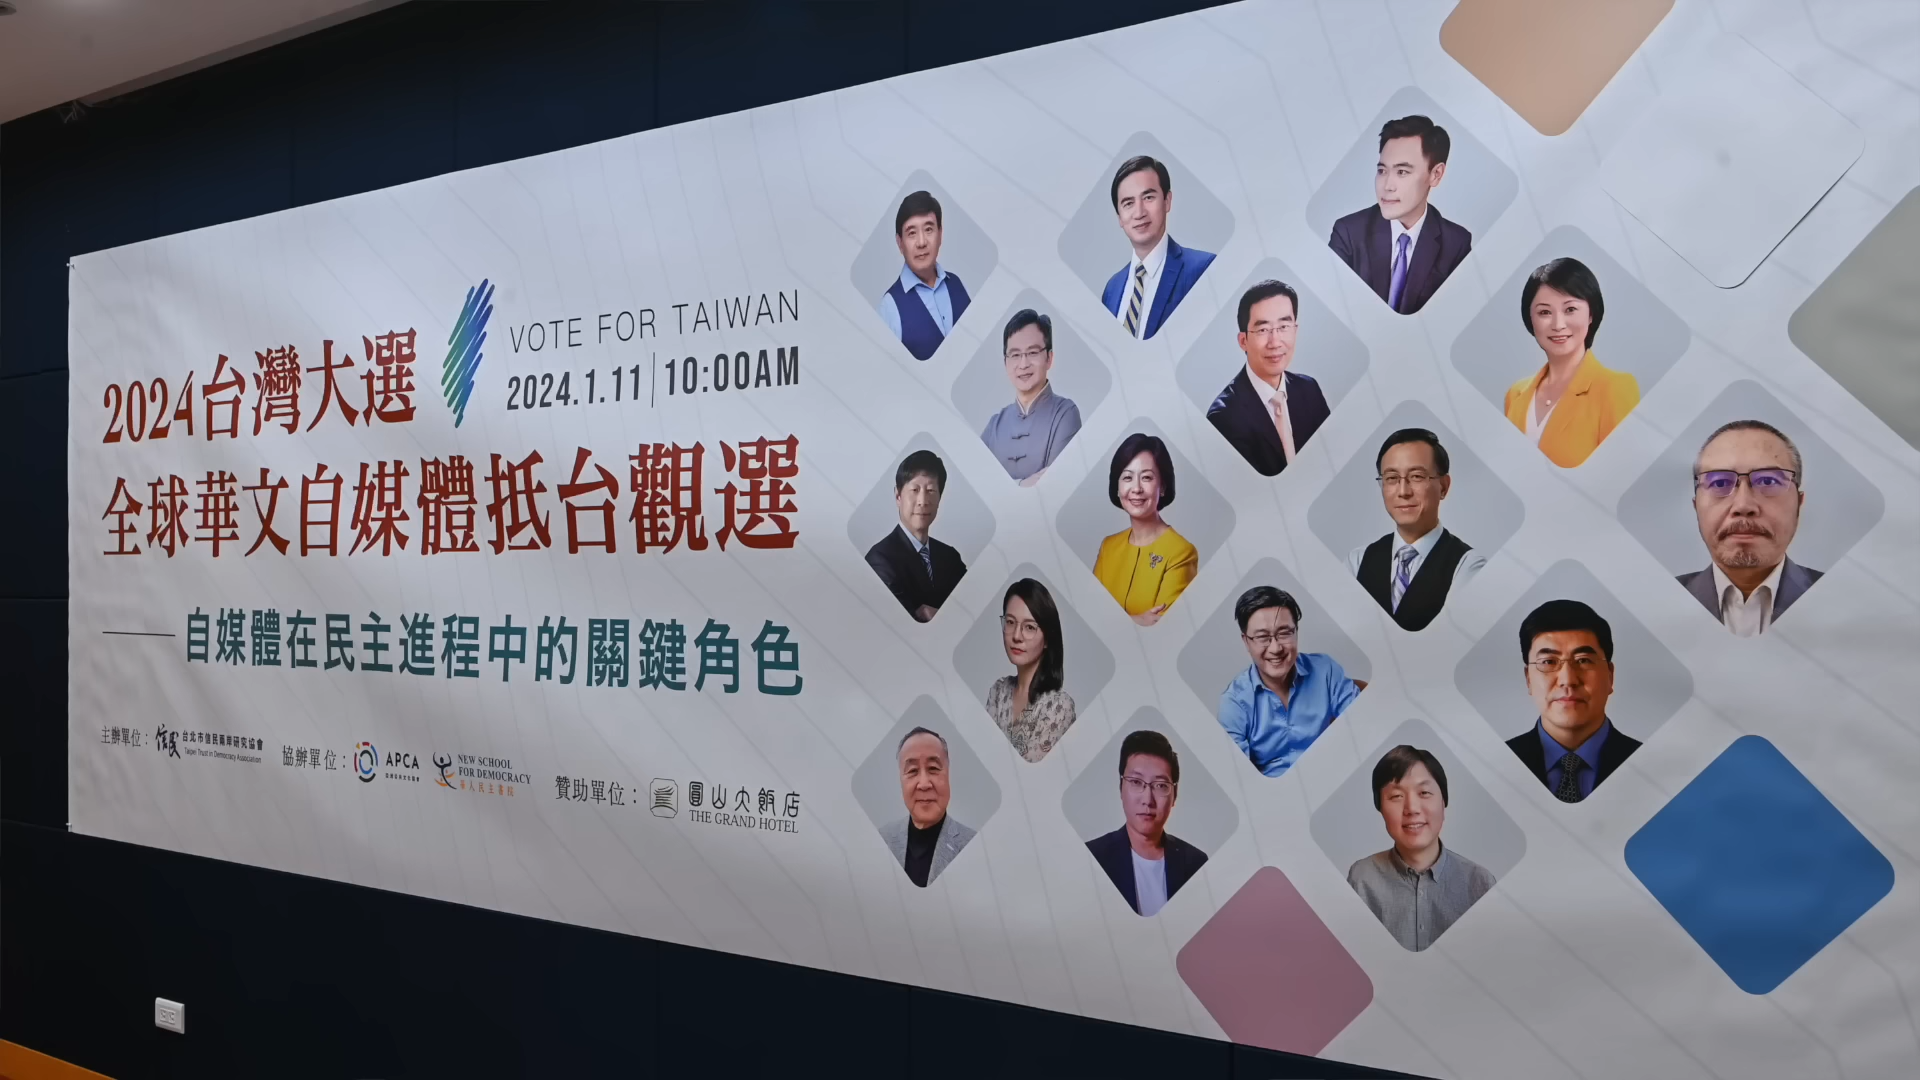 2024台灣大選
VOTE FOR TAIWAN
2024.1.11 | 10:00AM
全球華文自媒體抵台觀選
——自媒體在民主進程中的關鍵角色
主辦單位：信民 台北市信民兩岸研究協會
Taipei Trust in Democracy Association
協辦單位：APCA
NEW SCHOOL
FOR DEMOCRACY
華人民主書院
贊助單位：圓山大飯店
THE GRAND HOTEL